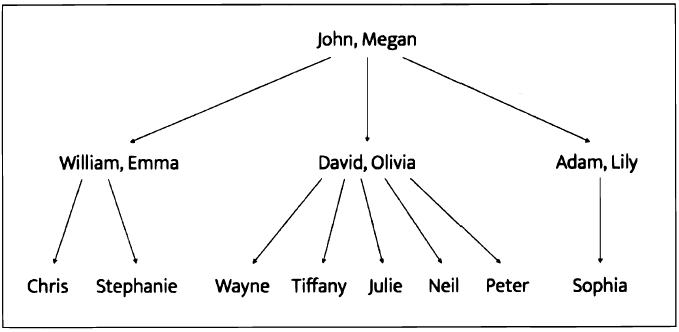 John, Megan
William, Emma David, Olivia Adam, Lily
Chris Stephanie Wayne Tiffany Julie Neil Peter Sophia